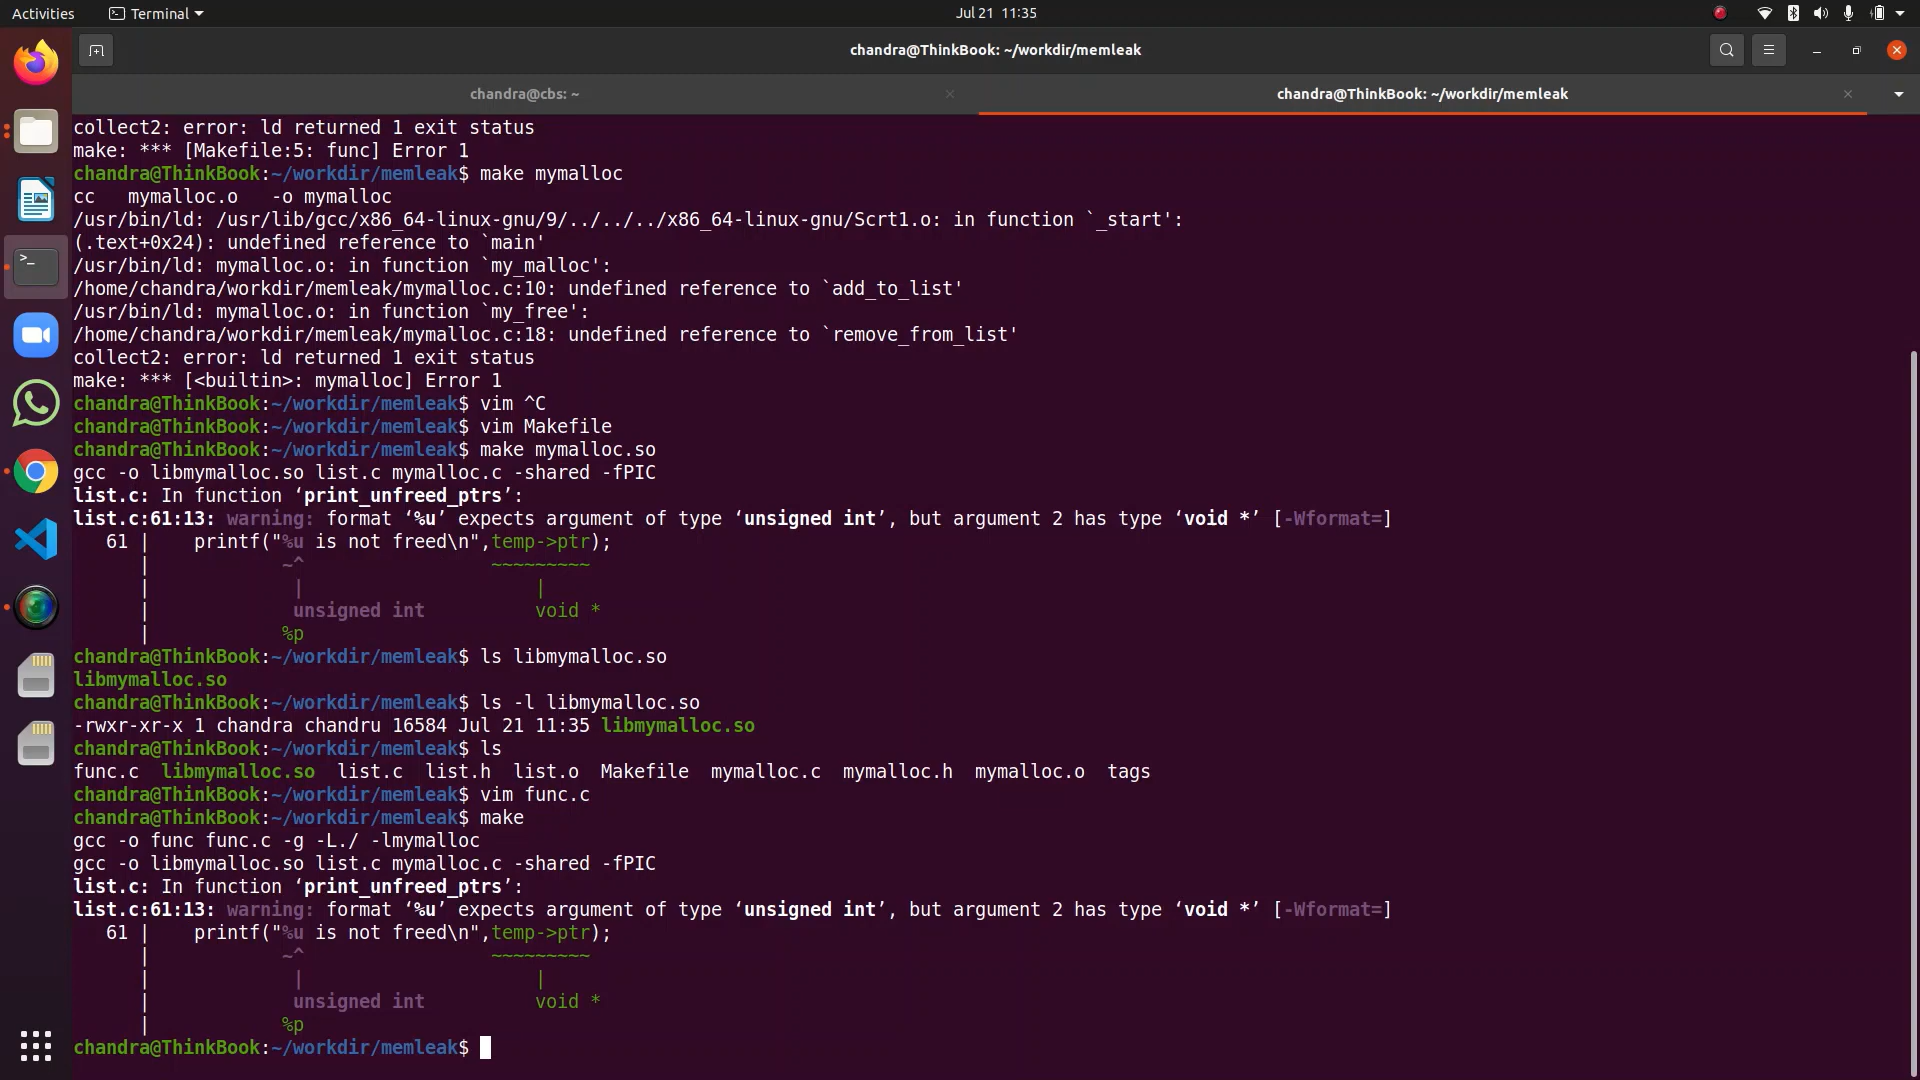 Activities
Terminal
Jul 21 11:35
chandra@ThinkBook: ~/workdir/memleak
chandra@cbs: ~
chandra@ThinkBook: ~/workdir/memleak
collect2: error: ld returned 1 exit status
make: *** [Makefile:5: func] Error 1
chandra@ThinkBook:~/workdir/memleak$ make mymalloc
cc   mymalloc.o   -o mymalloc
/usr/bin/ld: /usr/lib/gcc/x86_64-linux-gnu/9/../../../x86_64-linux-gnu/Scrt1.o: in function `_start':
(.text+0x24): undefined reference to `main'
/usr/bin/ld: mymalloc.o: in function `my_malloc':
/home/chandra/workdir/memleak/mymalloc.c:10: undefined reference to `add_to_list'
/usr/bin/ld: mymalloc.o: in function `my_free':
/home/chandra/workdir/memleak/mymalloc.c:18: undefined reference to `remove_from_list'
collect2: error: ld returned 1 exit status
make: *** [<builtin>: mymalloc] Error 1
chandra@ThinkBook:~/workdir/memleak$ vim ^C
chandra@ThinkBook:~/workdir/memleak$ vim Makefile
chandra@ThinkBook:~/workdir/memleak$ make mymalloc.so
gcc -o libmymalloc.so list.c mymalloc.c -shared -fPIC
list.c: In function ‘print_unfreed_ptrs’:
list.c:61:13: warning: format ‘%u’ expects argument of type ‘unsigned int’, but argument 2 has type ‘void *’ [-Wformat=]
   61 |    printf("%u is not freed\n",temp->ptr);
      |            ~^                 ~~~~~~~~~
      |             |                     |
      |             unsigned int          void *
      |            %p
chandra@ThinkBook:~/workdir/memleak$ ls libmymalloc.so
libmymalloc.so
chandra@ThinkBook:~/workdir/memleak$ ls -l libmymalloc.so
-rwxr-xr-x 1 chandra chandru 16584 Jul 21 11:35 libmymalloc.so
chandra@ThinkBook:~/workdir/memleak$ ls
func.c  libmymalloc.so  list.c  list.h  list.o  Makefile  mymalloc.c  mymalloc.h  mymalloc.o  tags
chandra@ThinkBook:~/workdir/memleak$ vim func.c
chandra@ThinkBook:~/workdir/memleak$ make
gcc -o func func.c -g -L./ -lmymalloc
gcc -o libmymalloc.so list.c mymalloc.c -shared -fPIC
list.c: In function ‘print_unfreed_ptrs’:
list.c:61:13: warning: format ‘%u’ expects argument of type ‘unsigned int’, but argument 2 has type ‘void *’ [-Wformat=]
   61 |    printf("%u is not freed\n",temp->ptr);
      |            ~^                 ~~~~~~~~~
      |             |                     |
      |             unsigned int          void *
      |            %p
chandra@ThinkBook:~/workdir/memleak$